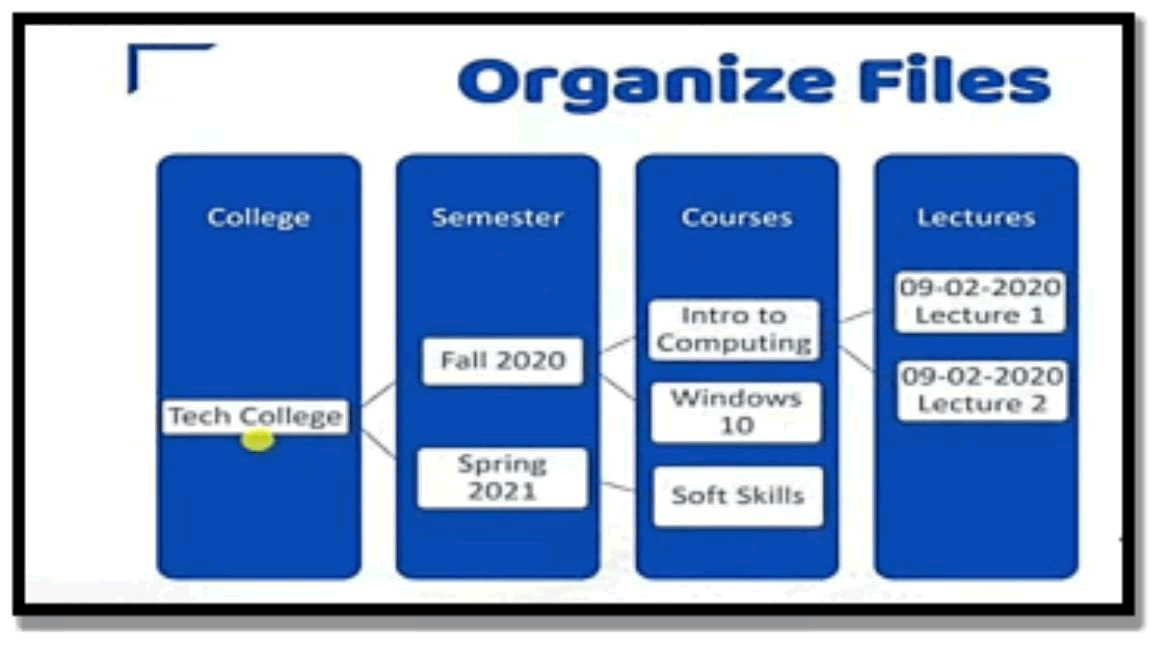 Organize Files
College
Semester
Courses
Lectures
Tech College
Fall 2020
Spring
2021
Intro to
Computing
Windows
10
Soft Skills
09-02-2020
Lecture 1
09-02-2020
Lecture 2